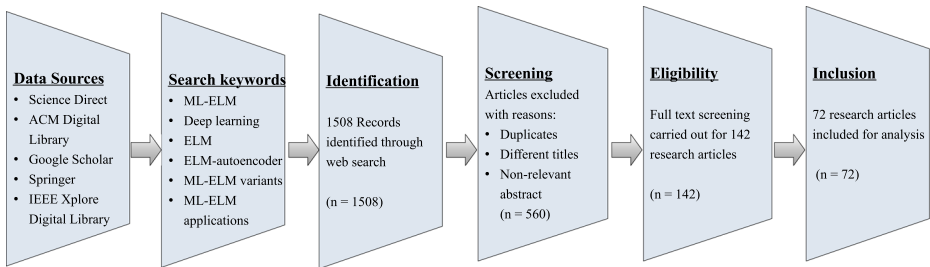 Data Sources
• Science Direct
• ACM Digital
Library
• Google Scholar
• Springer
• IEEE Xplore
Digital Library
Search keywords
• ML-ELM
• Deep learning
• ELM
• ELM-autoencoder
• ML-ELM variants
• ML-ELM
applications
Identification
1508 Records
identified through
web search
(n = 1508)
Screening
Articles excluded
with reasons:
• Duplicates
• Different titles
• Non-relevant
abstract
(n = 560)
Eligibility
Full text screening
carried out for 142
research articles
(n = 142)
Inclusion
72 research articles
included for analysis
(n = 72)